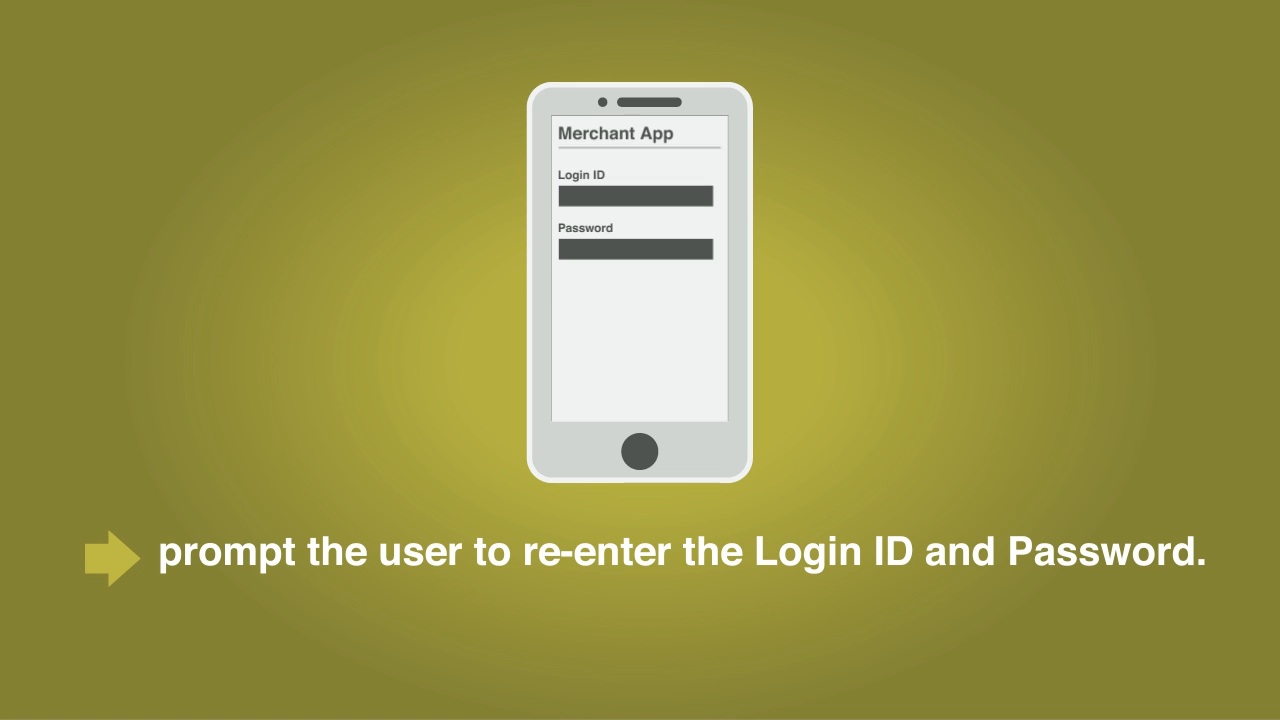 Merchant App
Login ID
Password
prompt the user to re-enter the Login ID and Password.